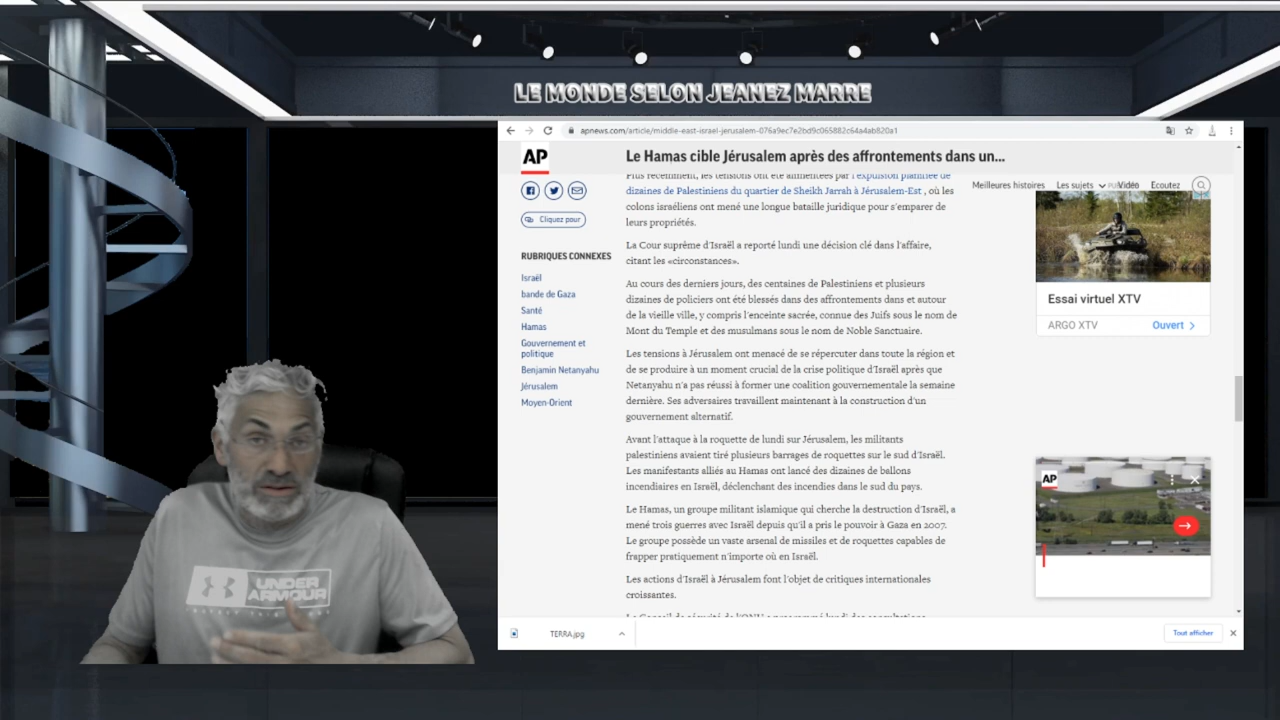 LE MONDE SELON JEANEZ MARRE
apnews.com/article/middle-east-israel-jerusalem-076a9ec7e2bd9c065882c64a4ab820a1
AP
Le Hamas cible Jérusalem après des affrontements dans un...
Meilleures histoires Les sujets Vidéo Ecoutez
Cliquez pour
RUBRIQUES CONNEXES
Israël
bande de Gaza
Santé
Hamas
Gouvernement et
politique
Benjamin Netanyahu
Jérusalem
Moyen-Orient
Plus récemment, les tensions ont été alimentées par l'expulsion planifiée de
dizaines de Palestiniens du quartier de Sheikh Jarrah à Jérusalem-Est , où les
colons israéliens ont mené une longue bataille juridique pour s'emparer de
leurs propriétés.
La Cour suprême d'Israël a reporté lundi une décision clé dans l'affaire,
citant les «circonstances».
Au cours des derniers jours, des centaines de Palestiniens et plusieurs
dizaines de policiers ont été blessés dans des affrontements dans et autour
de la vieille ville, y compris l'enceinte sacrée, connue des Juifs sous le nom de
Mont du Temple et des musulmans sous le nom de Noble Sanctuaire.
Les tensions à Jérusalem ont menacé de se répercuter dans toute la région et
de se produire à un moment crucial de la crise politique d'Israël après que
Netanyahu n'a pas réussi à former une coalition gouvernementale la semaine
dernière. Ses adversaires travaillent maintenant à la construction d'un
gouvernement alternatif.
Avant l'attaque à la roquette de lundi sur Jérusalem, les militants
palestiniens avaient tiré plusieurs barrages de roquettes sur le sud d'Israël.
Les manifestants alliés au Hamas ont lancé des dizaines de ballons
incendiaires en Israël, déclenchant des incendies dans le sud du pays.
Le Hamas, un groupe militant islamique qui cherche la destruction d'Israël, a
mené trois guerres avec Israël depuis qu'il a pris le pouvoir à Gaza en 2007.
Le groupe possède un vaste arsenal de missiles et de roquettes capables de
frapper pratiquement n'importe où en Israël.
Les actions d'Israël à Jérusalem font l'objet de critiques internationales
croissantes.
Essai virtuel XTV
ARGO XTV Ouvert
AP
UNDER
ARMOUR
TERRA.jpg
Tout afficher